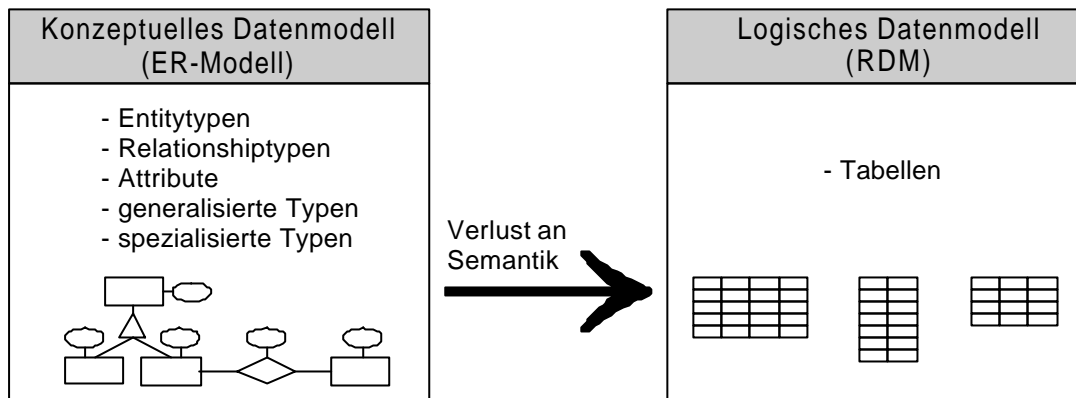 Konzeptuelles Datenmodell
(ER-Modell)
- Entitytypen
- Relationshiptypen
- Attribute
- generalisierte Typen
- spezialisierte Typen
Verlust an
Semantik
Logisches Datenmodell
(RDM)
- Tabellen